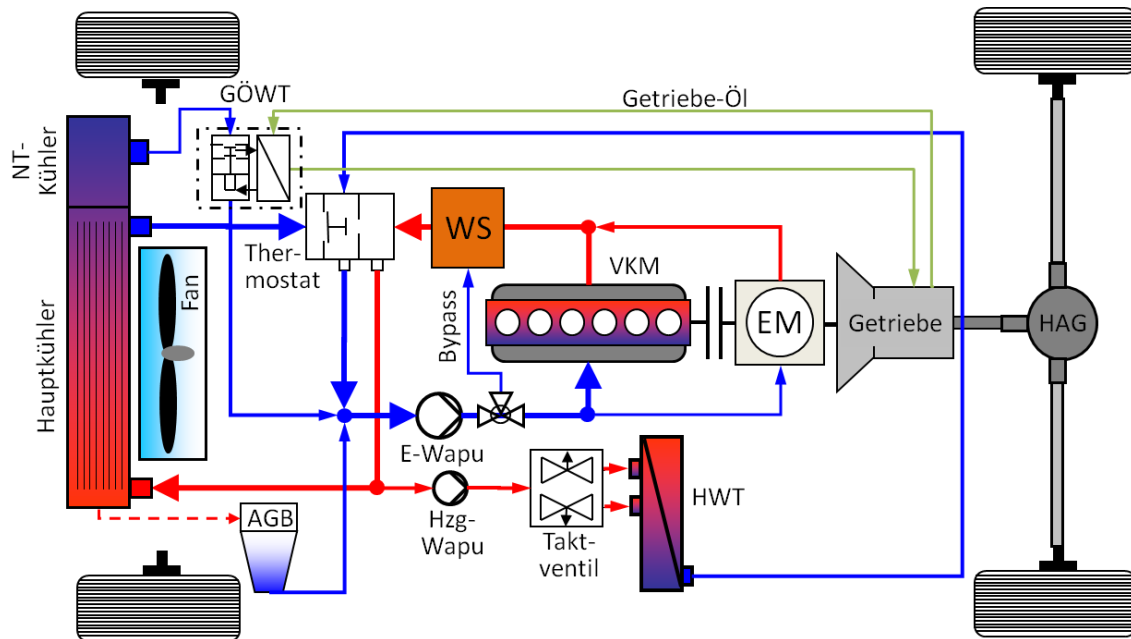 GÖWT
Getriebe-Öl
NT-
Kühler
WS
VKM
Ther-
mostat
Fan
Bypass
EM
Getriebe
HAG
Hauptkühler
E-Wapu
AGB
Hzg-
Wapu
Takt-
ventil
HWT